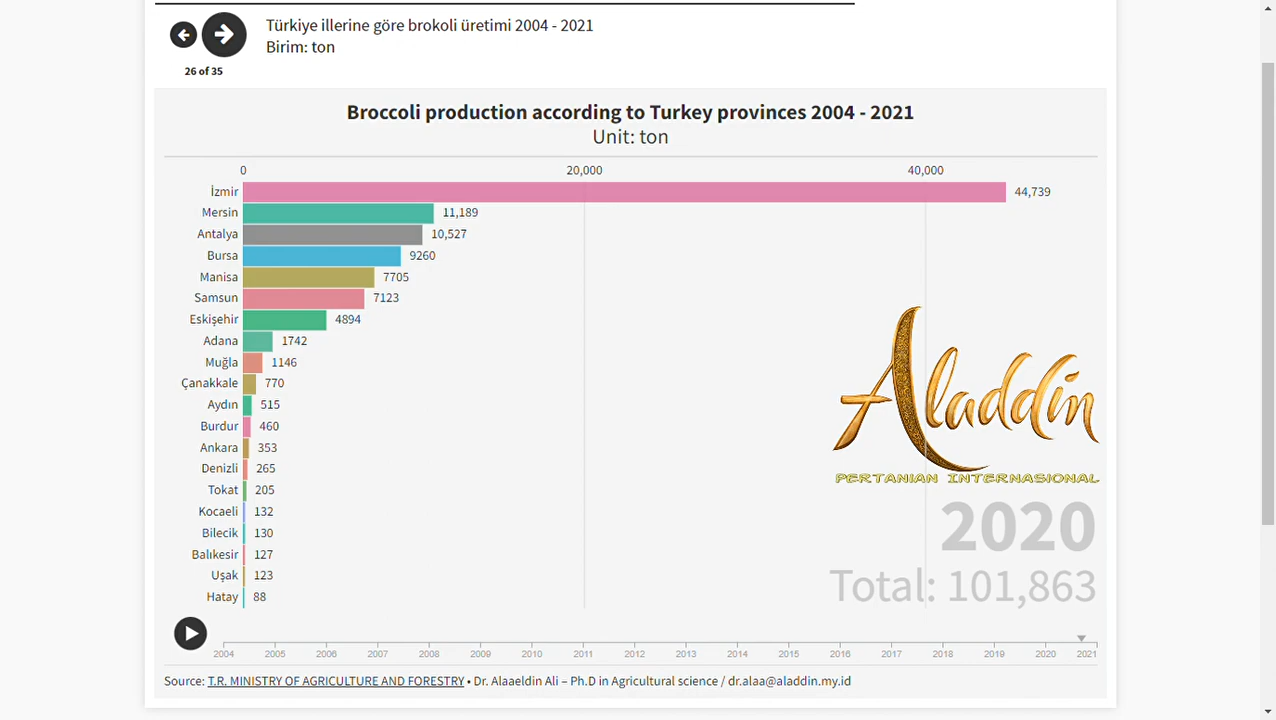 Türkiye illerine göre brokoli üretimi 2004 - 2021
Birim: ton
26 of 35
Broccoli production according to Turkey provinces 2004 - 2021
Unit: ton
0 20,000 40,000
İzmir 44,739
Mersin 11,189
Antalya 10,527
Bursa 9260
Manisa 7705
Samsun 7123
Eskişehir 4894
Adana 1742
Muğla 1146
Çanakkale 770
Aydın 515
Burdur 460
Ankara 353
Denizli 265
Tokat 205
Kocaeli 132
Bilecik 130
Balıkesir 127
Uşak 123
Hatay 88
Aladdin
PERTANIAN INTERNASIONAL
2020
Total: 101,863
2004 2005 2006 2007 2008 2009 2010 2011 2012 2013 2014 2015 2016 2017 2018 2019 2020 2021
Source: T.R. MINISTRY OF AGRICULTURE AND FORESTRY • Dr. Alaaeldin Ali – Ph.D in Agricultural science / dr.alaa@aladdin.my.id